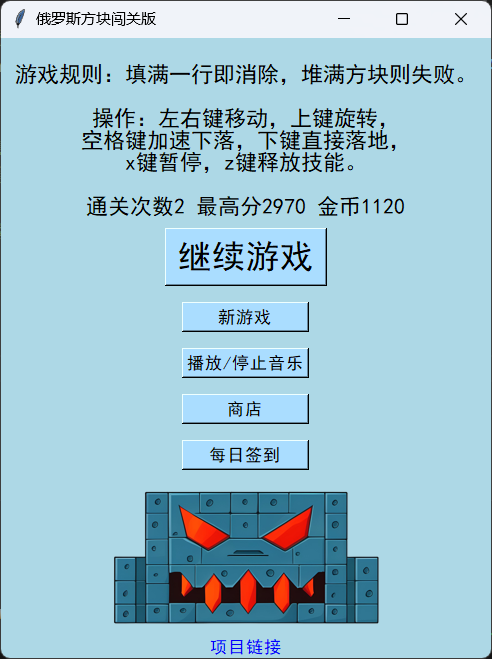 俄罗斯方块闯关版
游戏规则：填满一行即消除，堆满方块则失败。
操作：左右键移动，上键旋转，
空格键加速下落，下键直接落地，
x键暂停，z键释放技能。
通关次数2 最高分2970 金币1120
继续游戏
新游戏
播放/停止音乐
商店
每日签到
项目链接